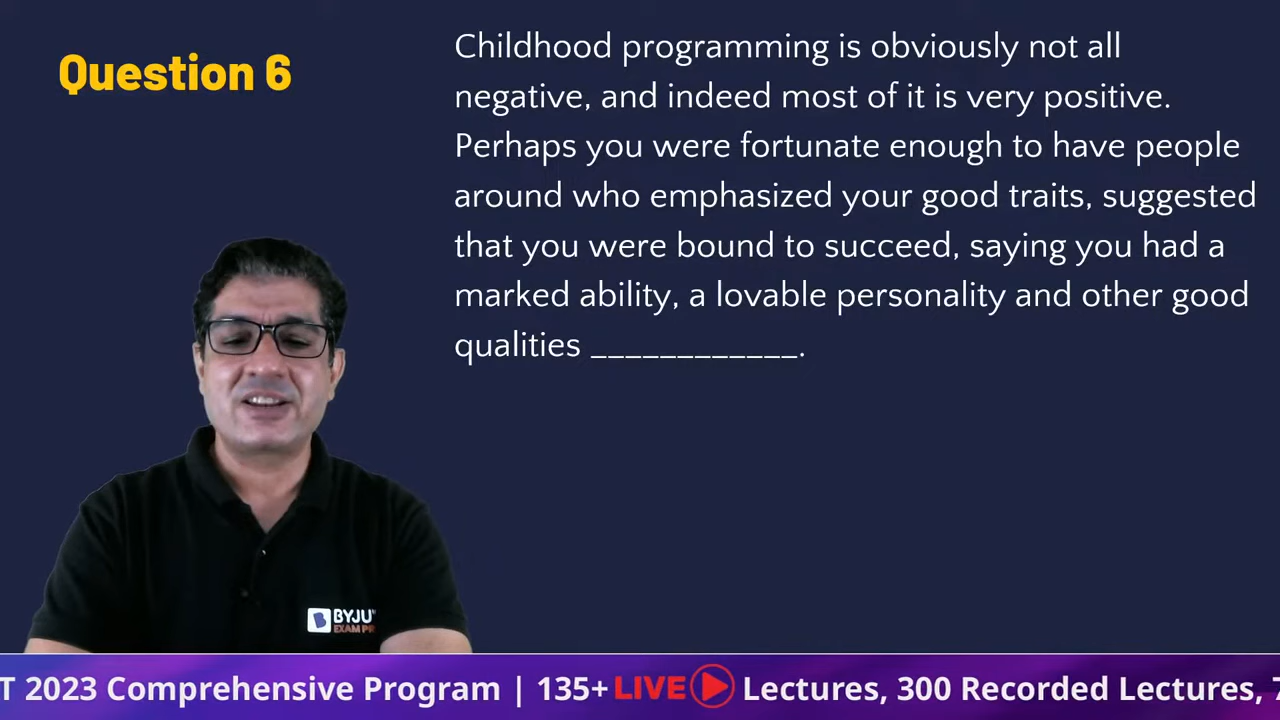 Question 6
Childhood programming is obviously not all
negative, and indeed most of it is very positive.
Perhaps you were fortunate enough to have people
around who emphasized your good traits, suggested
that you were bound to succeed, saying you had a
marked ability, a lovable personality and other good
qualities ____________.
BYJU'
EXAM PR
T 2023 Comprehensive Program | 135+ LIVE Lectures, 300 Recorded Lectures, 7